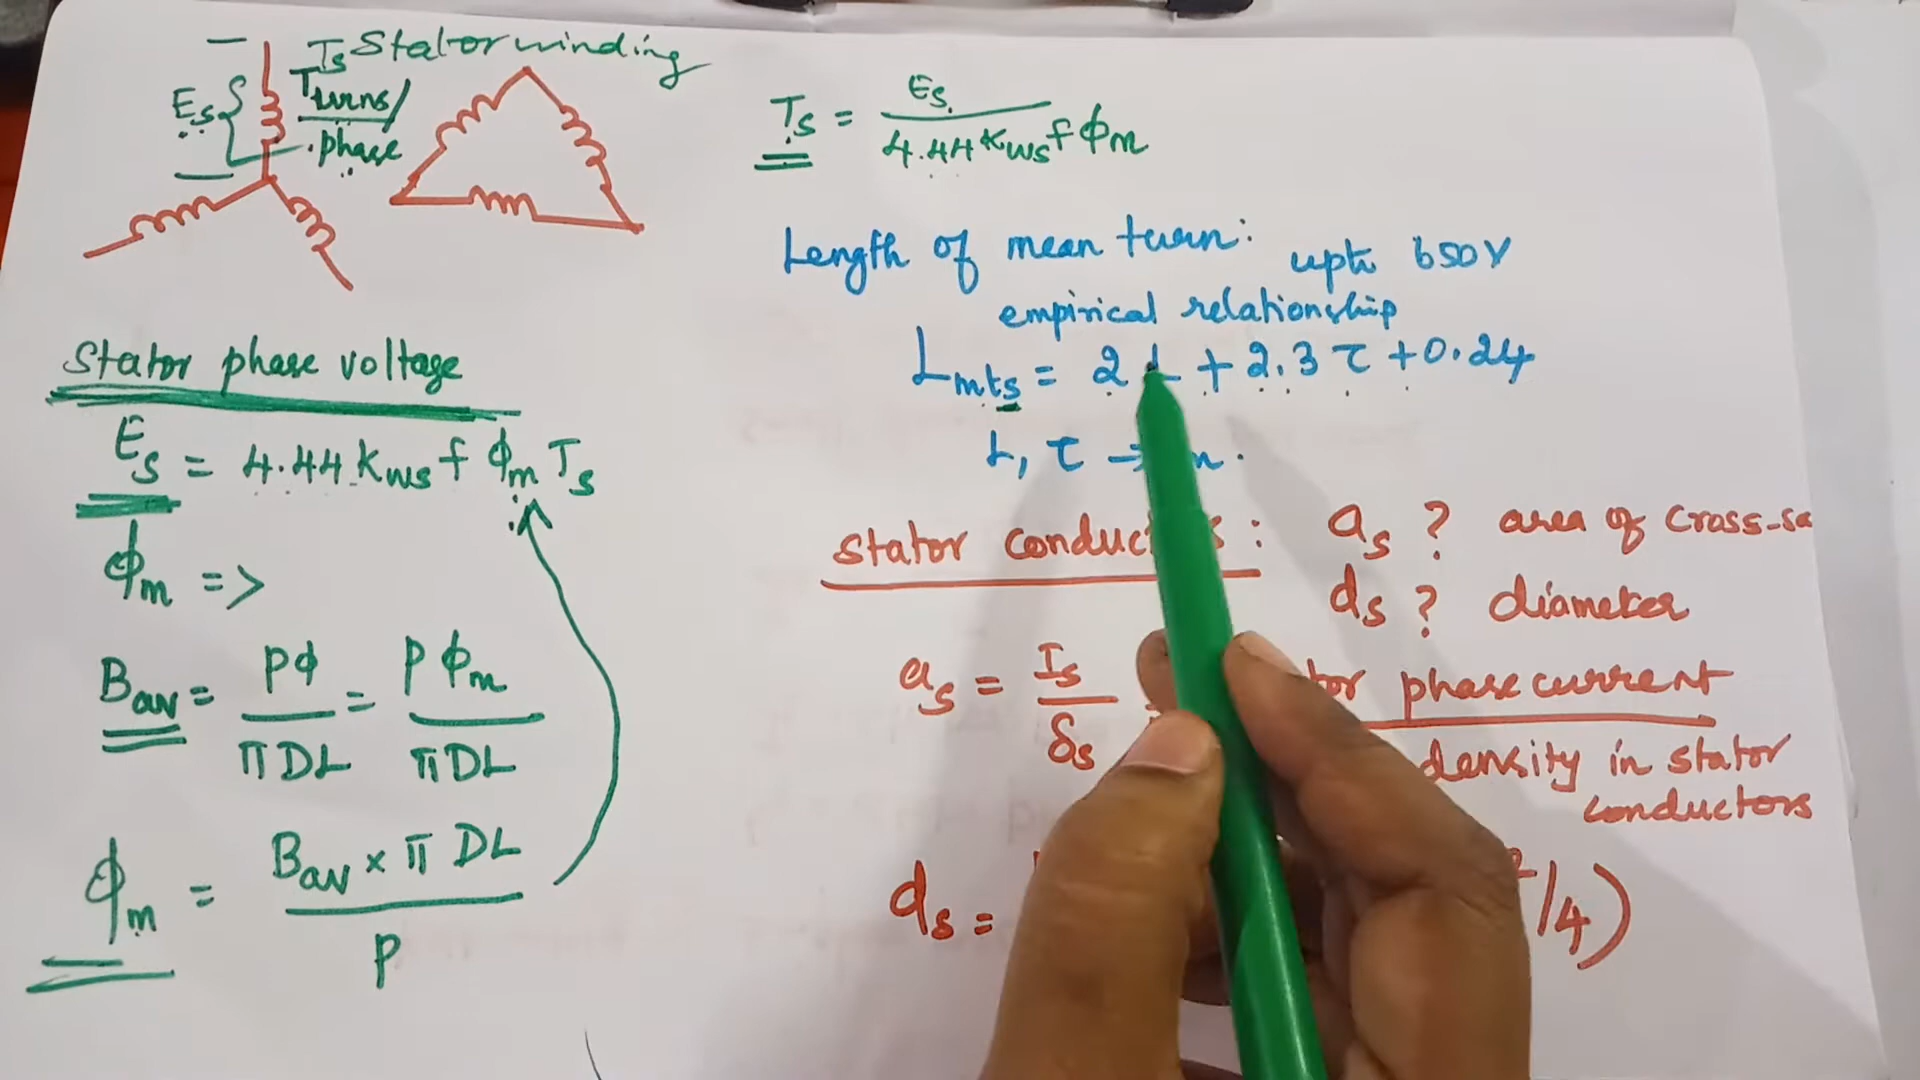 Ts Stator winding
Es Turns/
phase
Stator phase voltage
Es = 4.44 Kws f ϕm Ts
ϕm =>
Bav = Pϕ / πDL = Pϕm / πDL
ϕm = Bav × π DL / P
Ts = Es / 4.44 Kws f ϕm
Length of mean turn: upto 650V
empirical relationship
Lmts = 2 L + 2.3 τ + 0.24
L, τ → m.
Stator conductors : as ? area of cross-se
ds ? diameter
as = Is / δs phase current
density in stator
conductors
ds = /4)